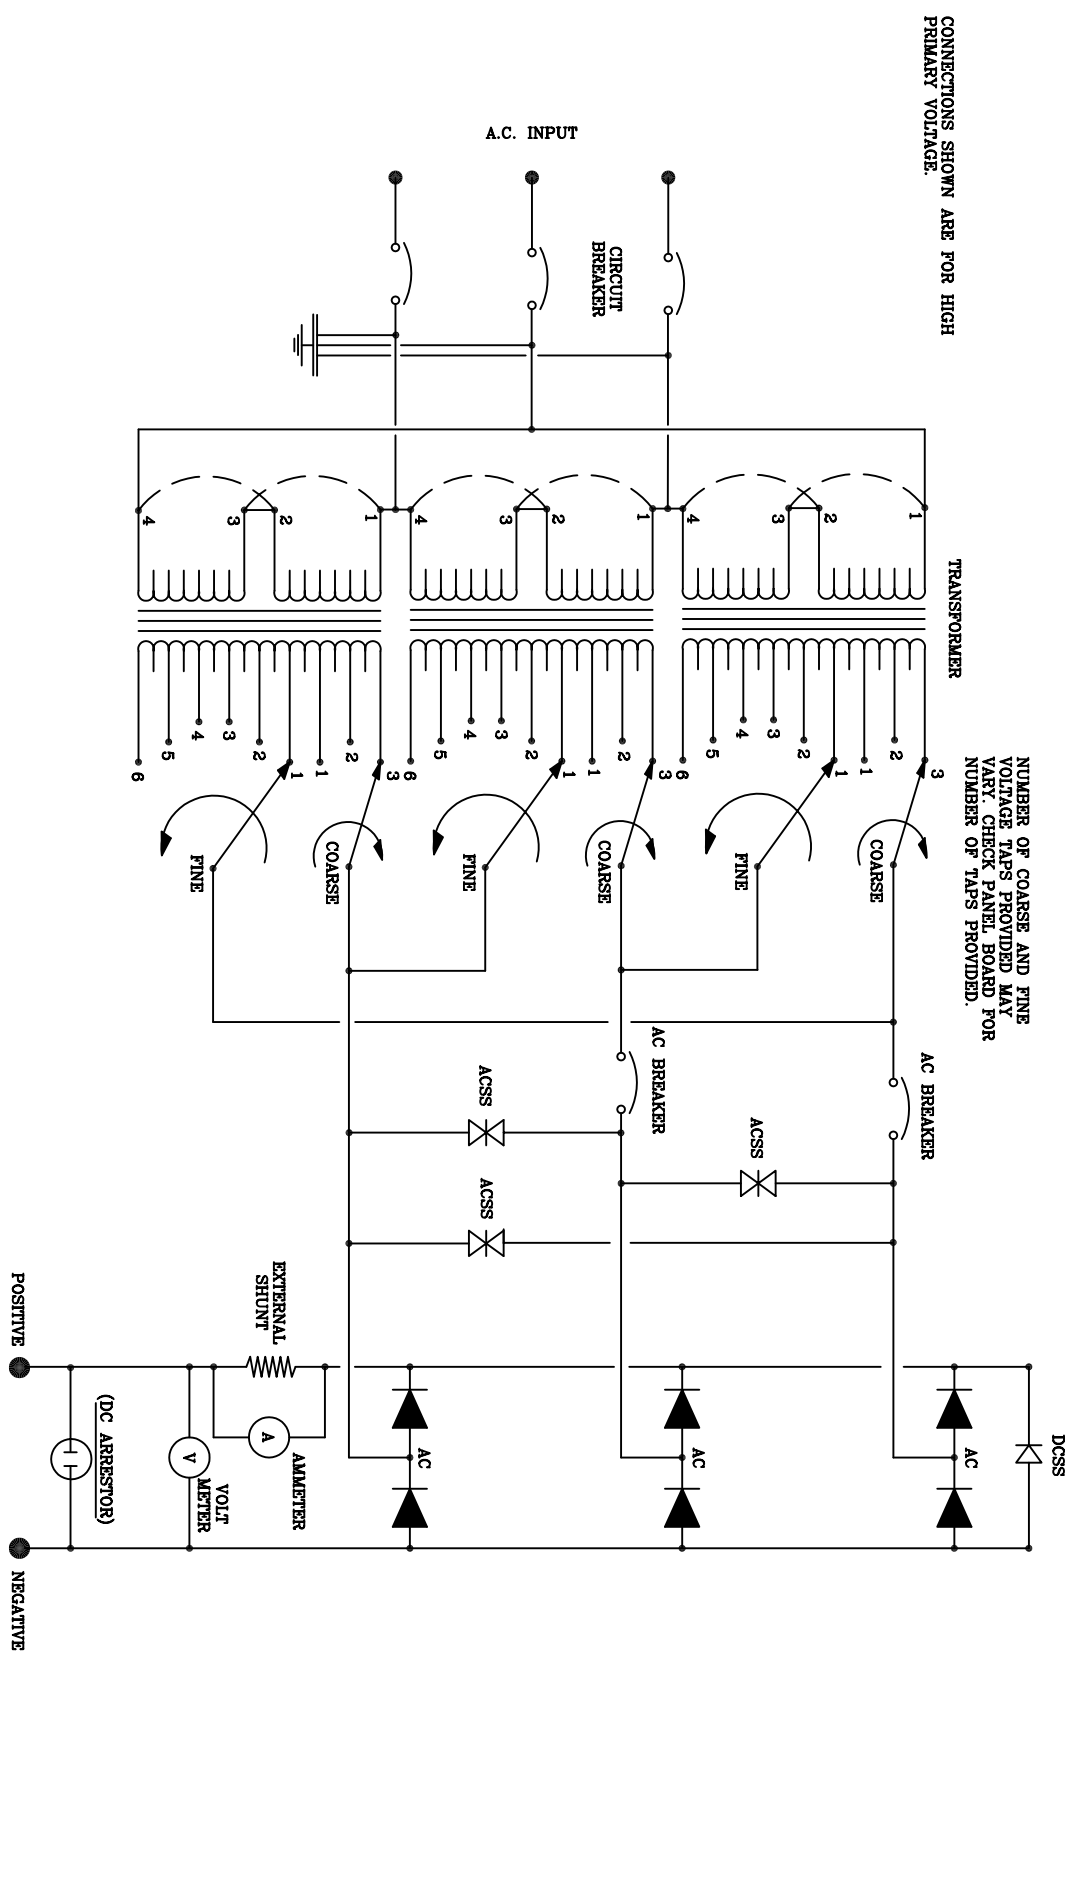 CONNECTIONS SHOWN ARE FOR HIGH
PRIMARY VOLTAGE.
A.C. INPUT
CIRCUIT
BREAKER
TRANSFORMER
1
2
3
4
1
2
3
4
1
2
3
4
NUMBER OF COARSE AND FINE
VOLTAGE TAPS PROVIDED MAY
VARY. CHECK PANEL BOARD FOR
NUMBER OF TAPS PROVIDED.
3
2
1
1
2
3
4
5
6
3
2
1
1
2
3
4
5
6
3
2
1
1
2
3
4
5
6
COARSE
FINE
COARSE
FINE
COARSE
FINE
AC BREAKER
AC BREAKER
ACSS
ACSS
ACSS
DCSS
AC
AC
AC
EXTERNAL
SHUNT
A
AMMETER
V
VOLT
METER
(DC ARRESTOR)
POSITIVE
NEGATIVE